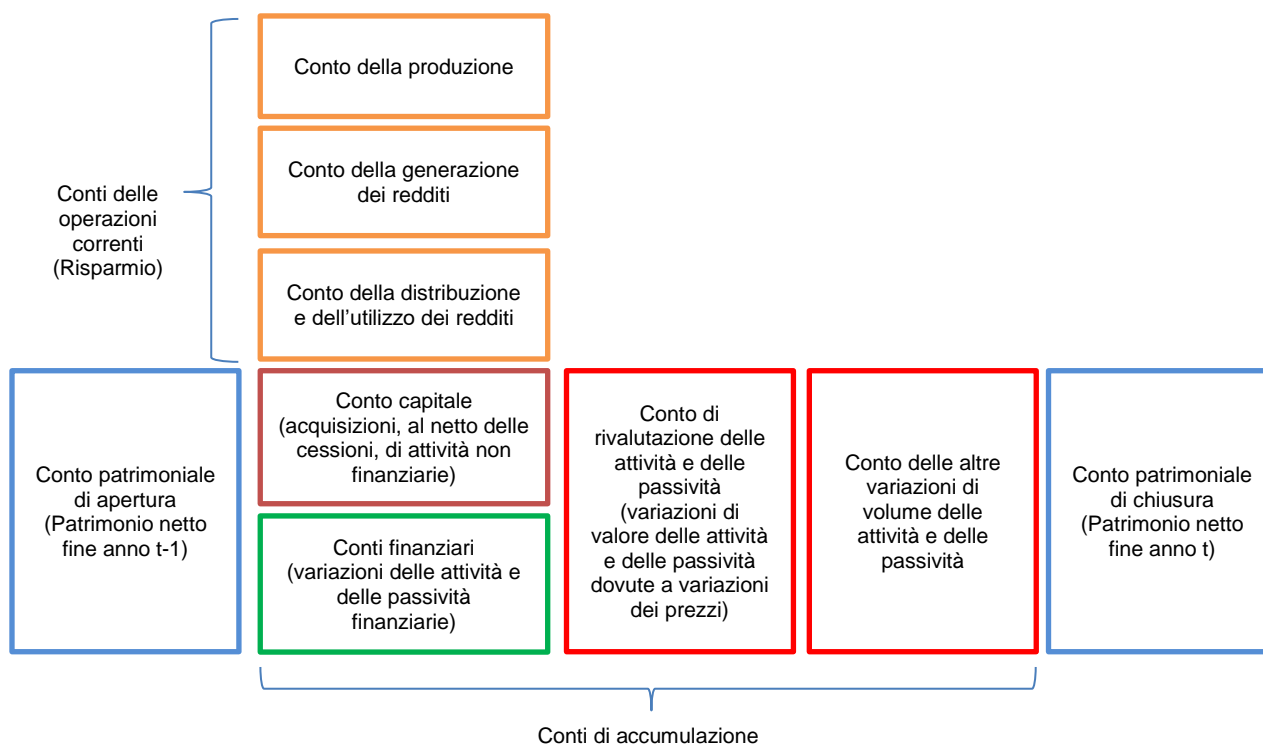 Conto della produzione
Conto della generazione
dei redditi
Conti delle
operazioni
correnti
(Risparmio)
Conto della distribuzione
e dell’utilizzo dei redditi
Conto patrimoniale
di apertura
(Patrimonio netto
fine anno t-1)
Conto capitale
(acquisizioni, al netto delle
cessioni, di attività non
finanziarie)
Conti finanziari
(variazioni delle attività e
delle passività
finanziarie)
Conto di
rivalutazione delle
attività e delle
passività
(variazioni di
valore delle attività
e delle passività
dovute a variazioni
dei prezzi)
Conto delle altre
variazioni di
volume delle
attività e delle
passività
Conto patrimoniale
di chiusura
(Patrimonio netto
fine anno t)
Conti di accumulazione